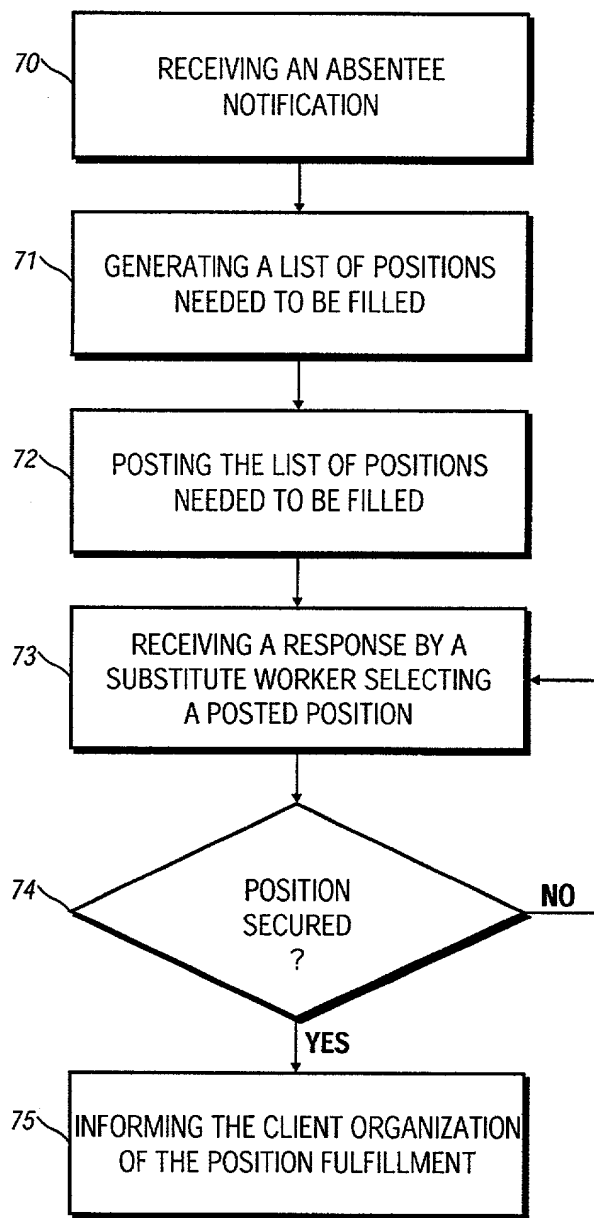 70
RECEIVING AN ABSENTEE
NOTIFICATION
71
GENERATING A LIST OF POSITIONS
NEEDED TO BE FILLED
72
POSTING THE LIST OF POSITIONS
NEEDED TO BE FILLED
73
RECEIVING A RESPONSE BY A
SUBSTITUTE WORKER SELECTING
A POSTED POSITION
74
POSITION
SECURED
?
NO
YES
75
INFORMING THE CLIENT ORGANIZATION
OF THE POSITION FULFILLMENT